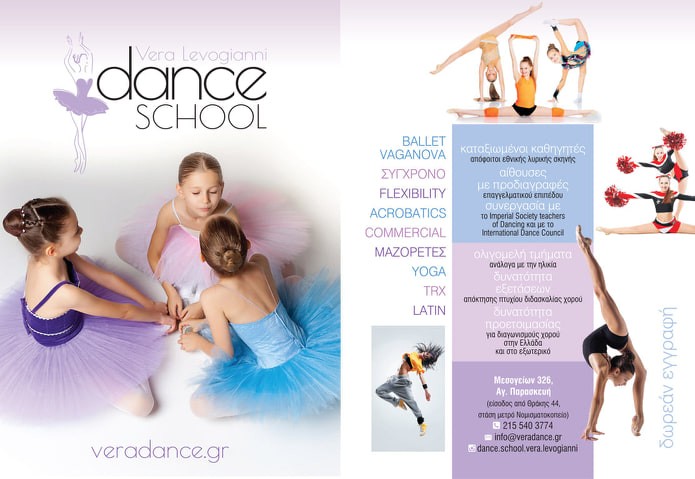 Vera Levogianni
dance
SCHOOL
veradance.gr
BALLET
VAGANOVA
ΣΥΓΧΡΟΝΟ
FLEXIBILITY
ACROBATICS
COMMERCIAL
ΜΑΖΟΡΕΤΕΣ
YOGA
TRX
LATIN
καταξιωμένοι καθηγητές
απόφοιτοι εθνικής λυρικής σκηνής
αίθουσες
με προδιαγραφές
επαγγελματικού επιπέδου
συνεργασία με
το Imperial Society teachers
of Dancing και με το
International Dance Council
ολιγομελή τμήματα
ανάλογα με την ηλικία
δυνατότητα
εξετάσεων
απόκτησης πτυχίου διδασκαλίας χορού
δυνατότητα
προετοιμασίας
για διαγωνισμούς χορού
στην Ελλάδα
και στο εξωτερικό
Μεσογείων 326,
Αγ. Παρασκευή
(είσοδος από Θράκης 44,
στάση μετρό Νομισματοκοπείο)
215 540 3774
info@veradance.gr
dance.school.vera.levogianni
δωρεάν εγγραφή